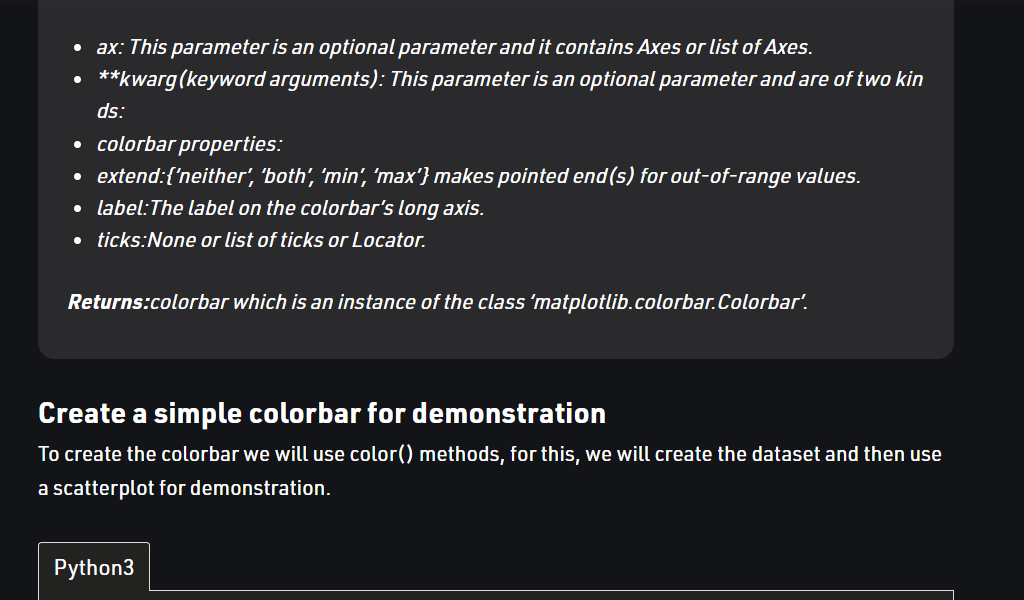 ax: This parameter is an optional parameter and it contains Axes or list of Axes.
**kwarg(keyword arguments): This parameter is an optional parameter and are of two kin
ds:
colorbar properties:
extend:{‘neither’, ‘both’, ‘min’, ‘max’} makes pointed end(s) for out-of-range values.
label:The label on the colorbar’s long axis.
ticks:None or list of ticks or Locator.
Returns:colorbar which is an instance of the class ‘matplotlib.colorbar.Colorbar’.
Create a simple colorbar for demonstration
To create the colorbar we will use color() methods, for this, we will create the dataset and then use
a scatterplot for demonstration.
Python3